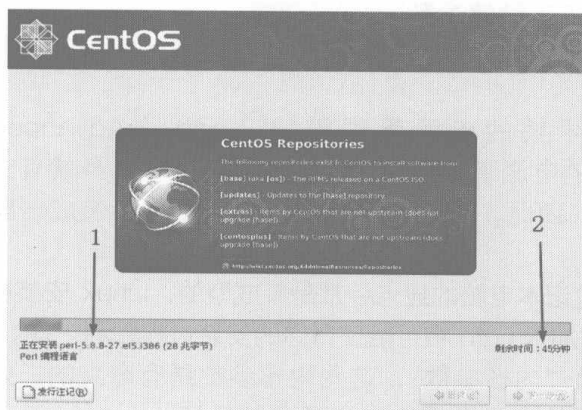 CentOS
CentOS Repositories
The following repositories exist in CentOS to install software from:
[base] (aka [os]) - The RPMS released on a CentOS ISO.
[updates] - Updates to the [base] repository.
[extras] - Items by CentOS that are not upstream (does not
upgrade [base]).
[centosplus] - Items by CentOS that are not upstream (does
upgrade [base]).
1
2
正在安装 perl-5.8.8-27.el5.i386 (28 兆字节)
Perl 编程语言
剩余时间：45分钟
发行注记(R)